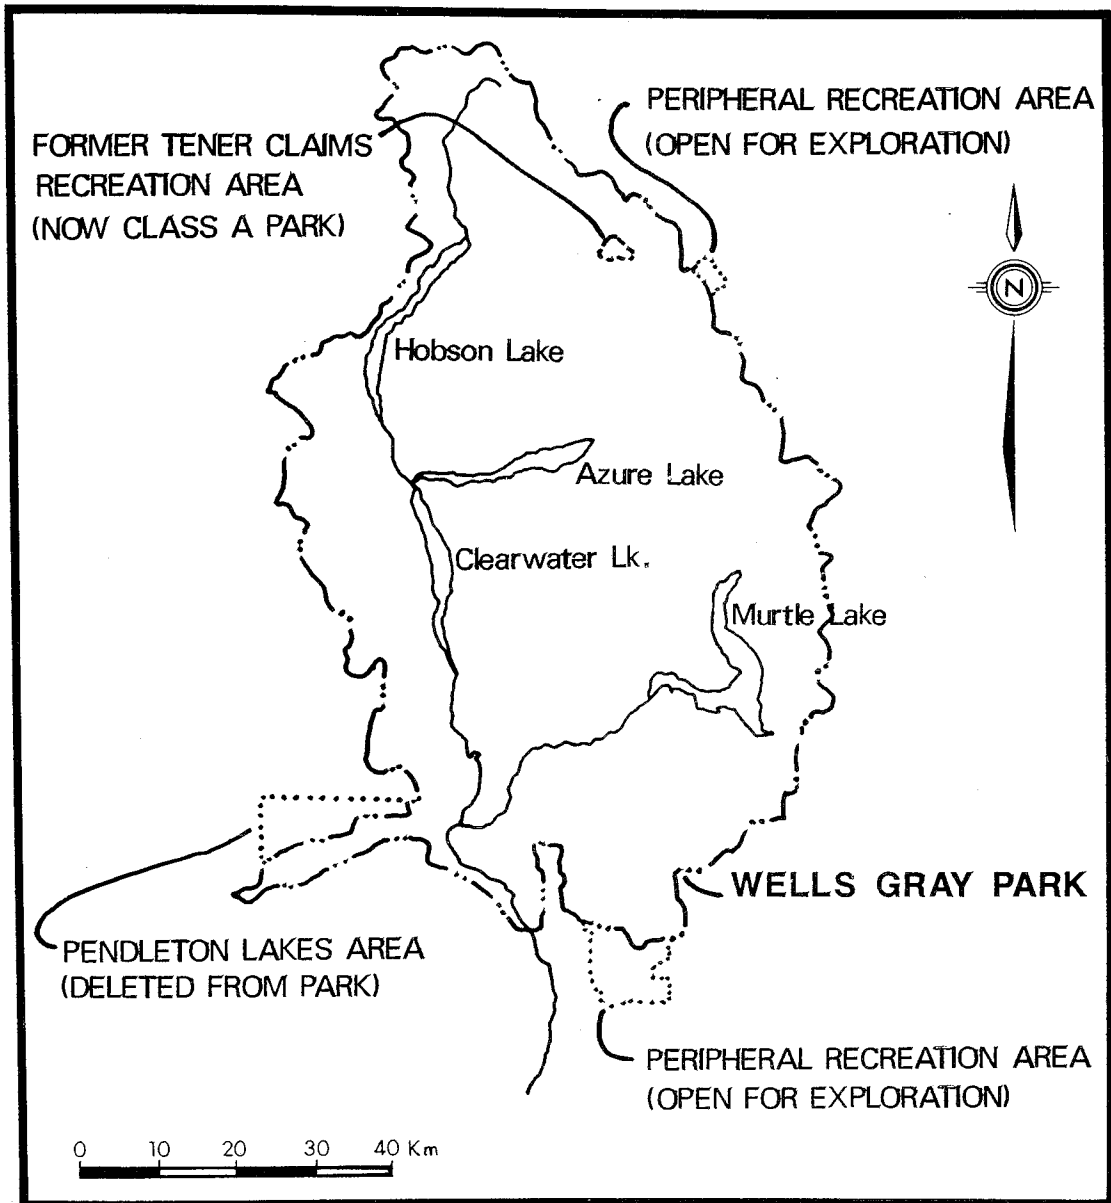 PERIPHERAL RECREATION AREA
(OPEN FOR EXPLORATION)
FORMER TENER CLAIMS
RECREATION AREA
(NOW CLASS A PARK)
N
Hobson Lake
Azure Lake
Clearwater Lk.
Murtle Lake
WELLS GRAY PARK
PENDLETON LAKES AREA
(DELETED FROM PARK)
PERIPHERAL RECREATION AREA
(OPEN FOR EXPLORATION)
0 10 20 30 40 Km